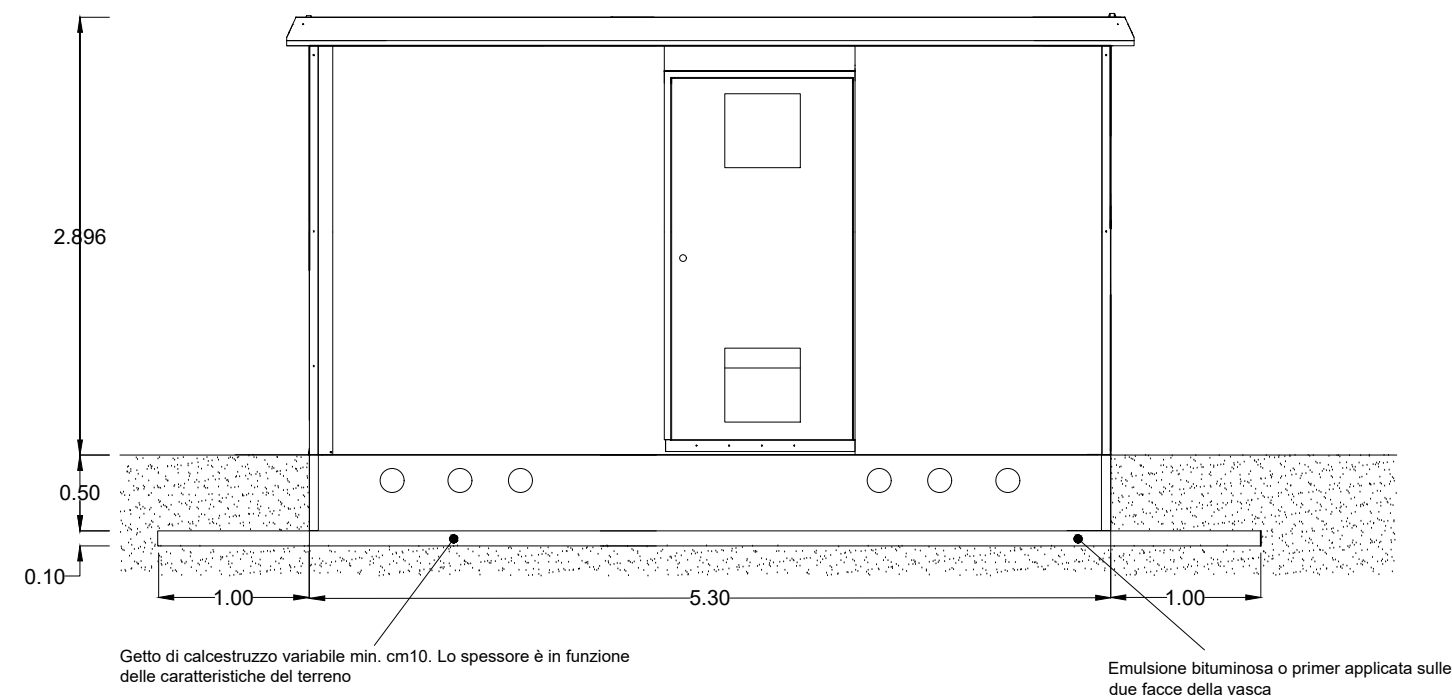 2.896
0.50
0.10
1.00
5.30
1.00
Getto di calcestruzzo variabile min. cm10. Lo spessore è in funzione
delle caratteristiche del terreno
Emulsione bituminosa o primer applicata sulle
due facce della vasca